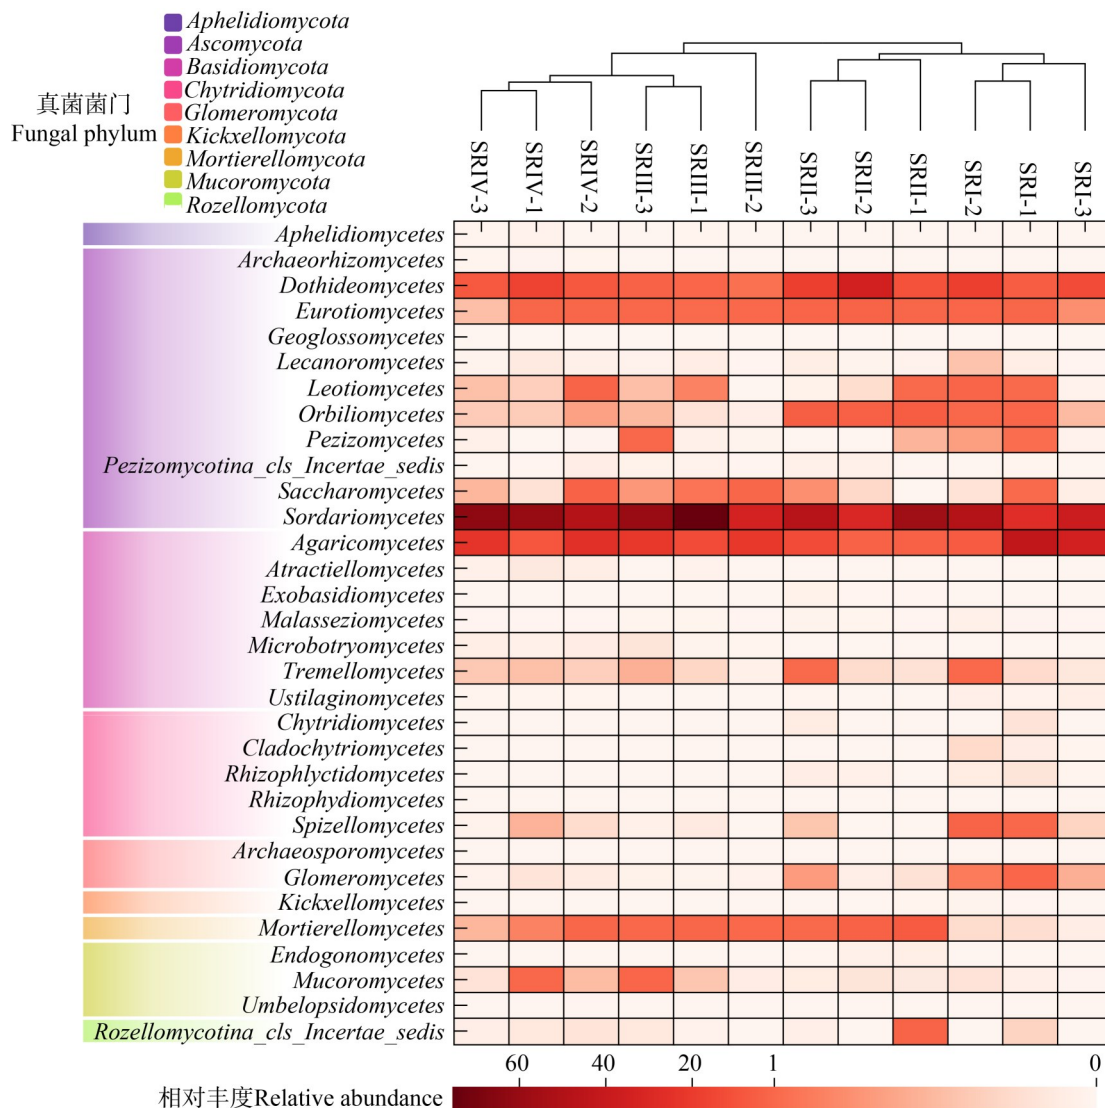 Aphelidiomycota
Ascomycota
Basidiomycota
Chytridiomycota
Glomeromycota
Kickxellomycota
Mortierellomycota
Mucoromycota
Rozellomycota
真菌菌门
Fungal phylum
SRIV-3
SRIV-1
SRIV-2
SRIII-3
SRIII-1
SRIII-2
SRII-3
SRII-2
SRII-1
SRI-2
SRI-1
SRI-3
Aphelidiomycetes
Archaeorhizomycetes
Dothideomycetes
Eurotiomycetes
Geoglossomycetes
Lecanoromycetes
Leotiomycetes
Orbiliomycetes
Pezizomycetes
Pezizomycotina_cls_Incertae_sedis
Saccharomycetes
Sordariomycetes
Agaricomycetes
Atractiellomycetes
Exobasidiomycetes
Malasseziomycetes
Microbotryomycetes
Tremellomycetes
Ustilaginomycetes
Chytridiomycetes
Cladochytriomycetes
Rhizophlyctidomycetes
Rhizophydiomycetes
Spizellomycetes
Archaeosporomycetes
Glomeromycetes
Kickxellomycetes
Mortierellomycetes
Endogonomycetes
Mucoromycetes
Umbelopsidomycetes
Rozellomycotina_cls_Incertae_sedis
60 40 20 1 0
相对丰度Relative abundance